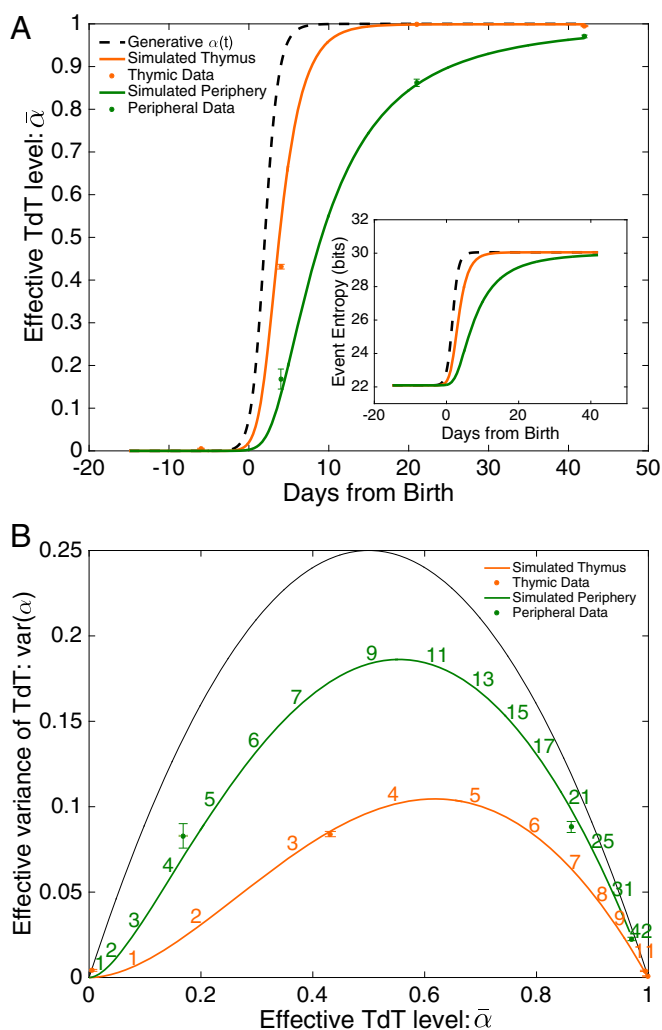 A
Generative α(t)
Simulated Thymus
Thymic Data
Simulated Periphery
Peripheral Data
Effective TdT level: ᾱ
1
0.9
0.8
0.7
0.6
0.5
0.4
0.3
0.2
0.1
0
-20 -10 0 10 20 30 40 50
Days from Birth
Event Entropy (bits)
32
30
28
26
24
22
-20 0 20 40
Days from Birth
B
Simulated Thymus
Thymic Data
Simulated Periphery
Peripheral Data
Effective variance of TdT: var(α)
0.25
0.2
0.15
0.1
0.05
0
1 2 3 4 5 6 7 9 11 13 15 17 21 25 31 42
1 2 3 4 5 6 7 8 9 11
0 0.2 0.4 0.6 0.8 1
Effective TdT level: ᾱ